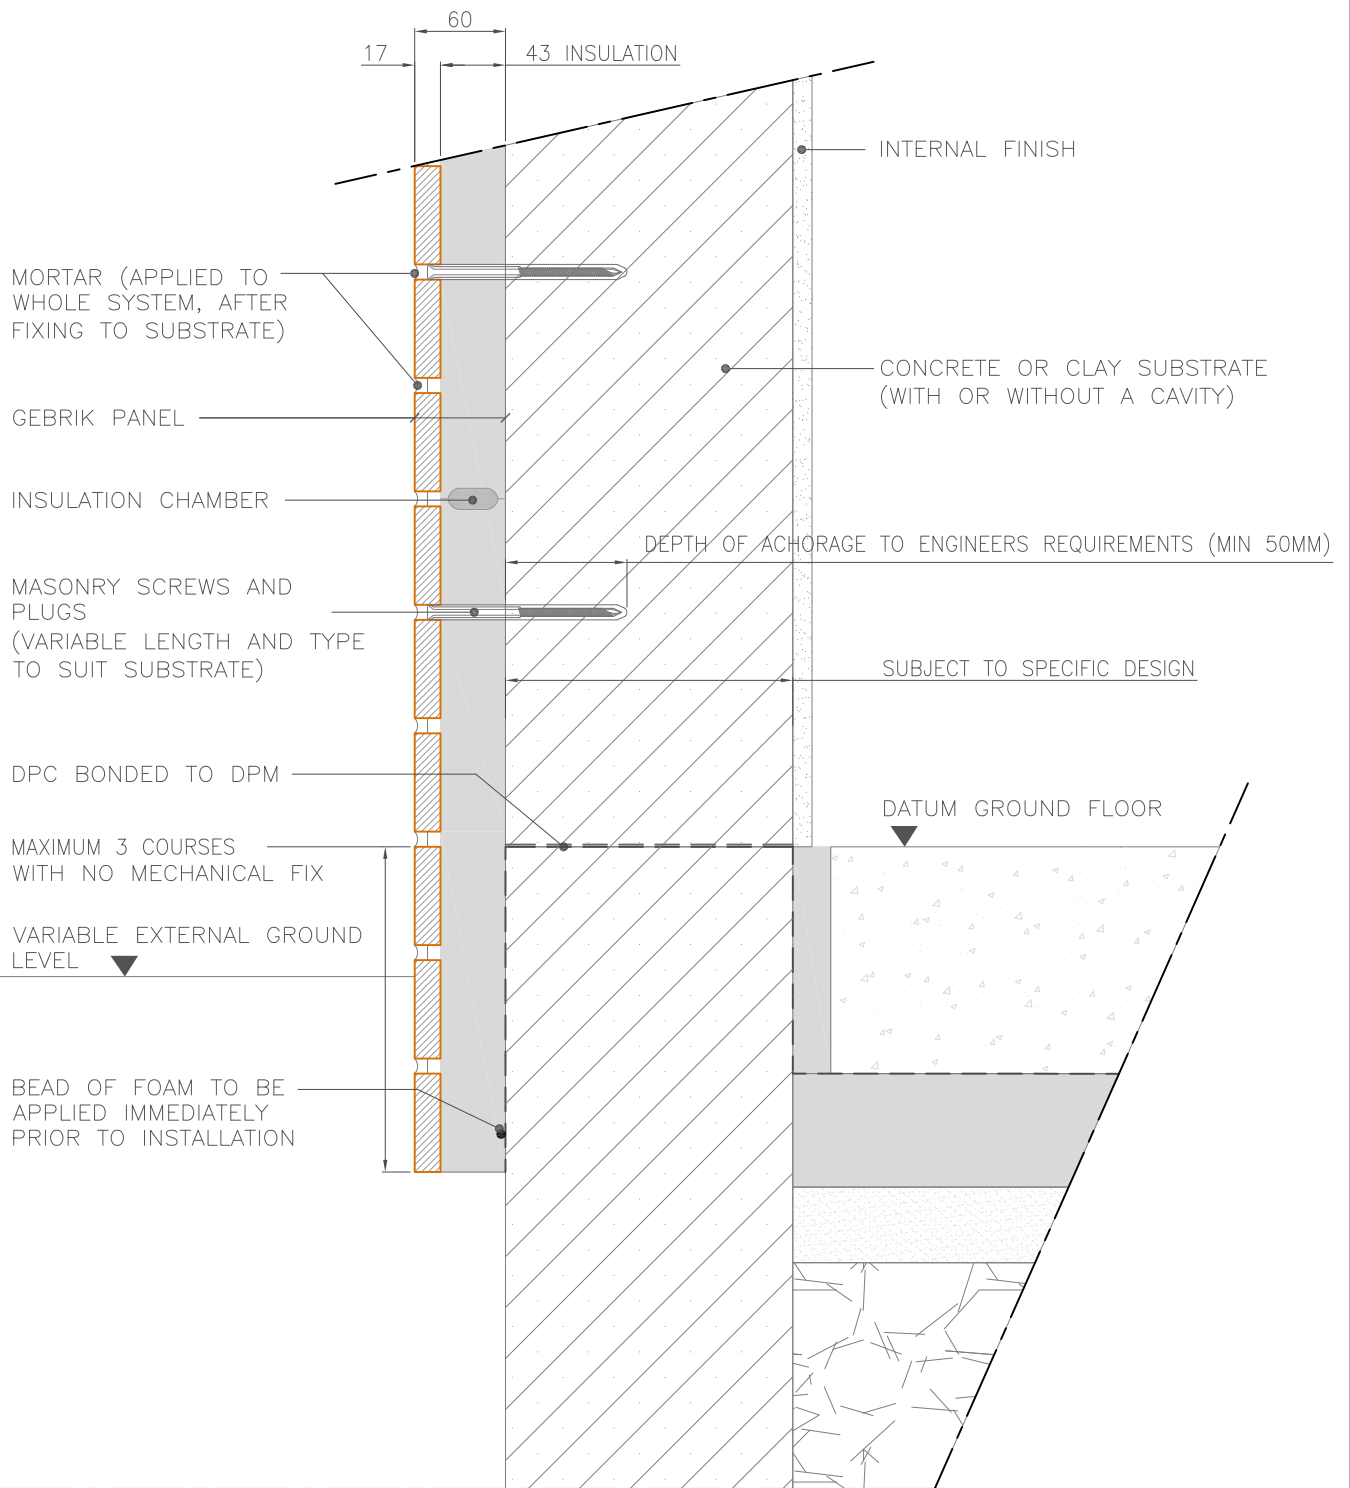 60
17
43 INSULATION
INTERNAL FINISH
MORTAR (APPLIED TO
WHOLE SYSTEM, AFTER
FIXING TO SUBSTRATE)
CONCRETE OR CLAY SUBSTRATE
(WITH OR WITHOUT A CAVITY)
GEBRIK PANEL
INSULATION CHAMBER
DEPTH OF ACHORAGE TO ENGINEERS REQUIREMENTS (MIN 50MM)
MASONRY SCREWS AND
PLUGS
(VARIABLE LENGTH AND TYPE
TO SUIT SUBSTRATE)
SUBJECT TO SPECIFIC DESIGN
DPC BONDED TO DPM
DATUM GROUND FLOOR
MAXIMUM 3 COURSES
WITH NO MECHANICAL FIX
VARIABLE EXTERNAL GROUND
LEVEL
BEAD OF FOAM TO BE
APPLIED IMMEDIATELY
PRIOR TO INSTALLATION